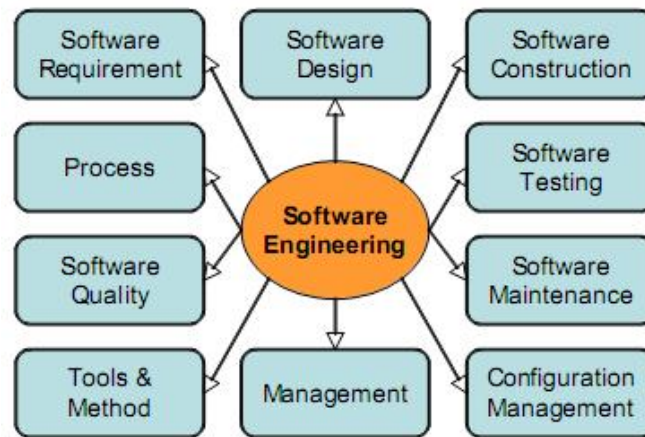 Software
Requirement
Software
Design
Software
Construction
Process
Software
Testing
Software
Engineering
Software
Quality
Software
Maintenance
Tools &
Method
Management
Configuration
Management